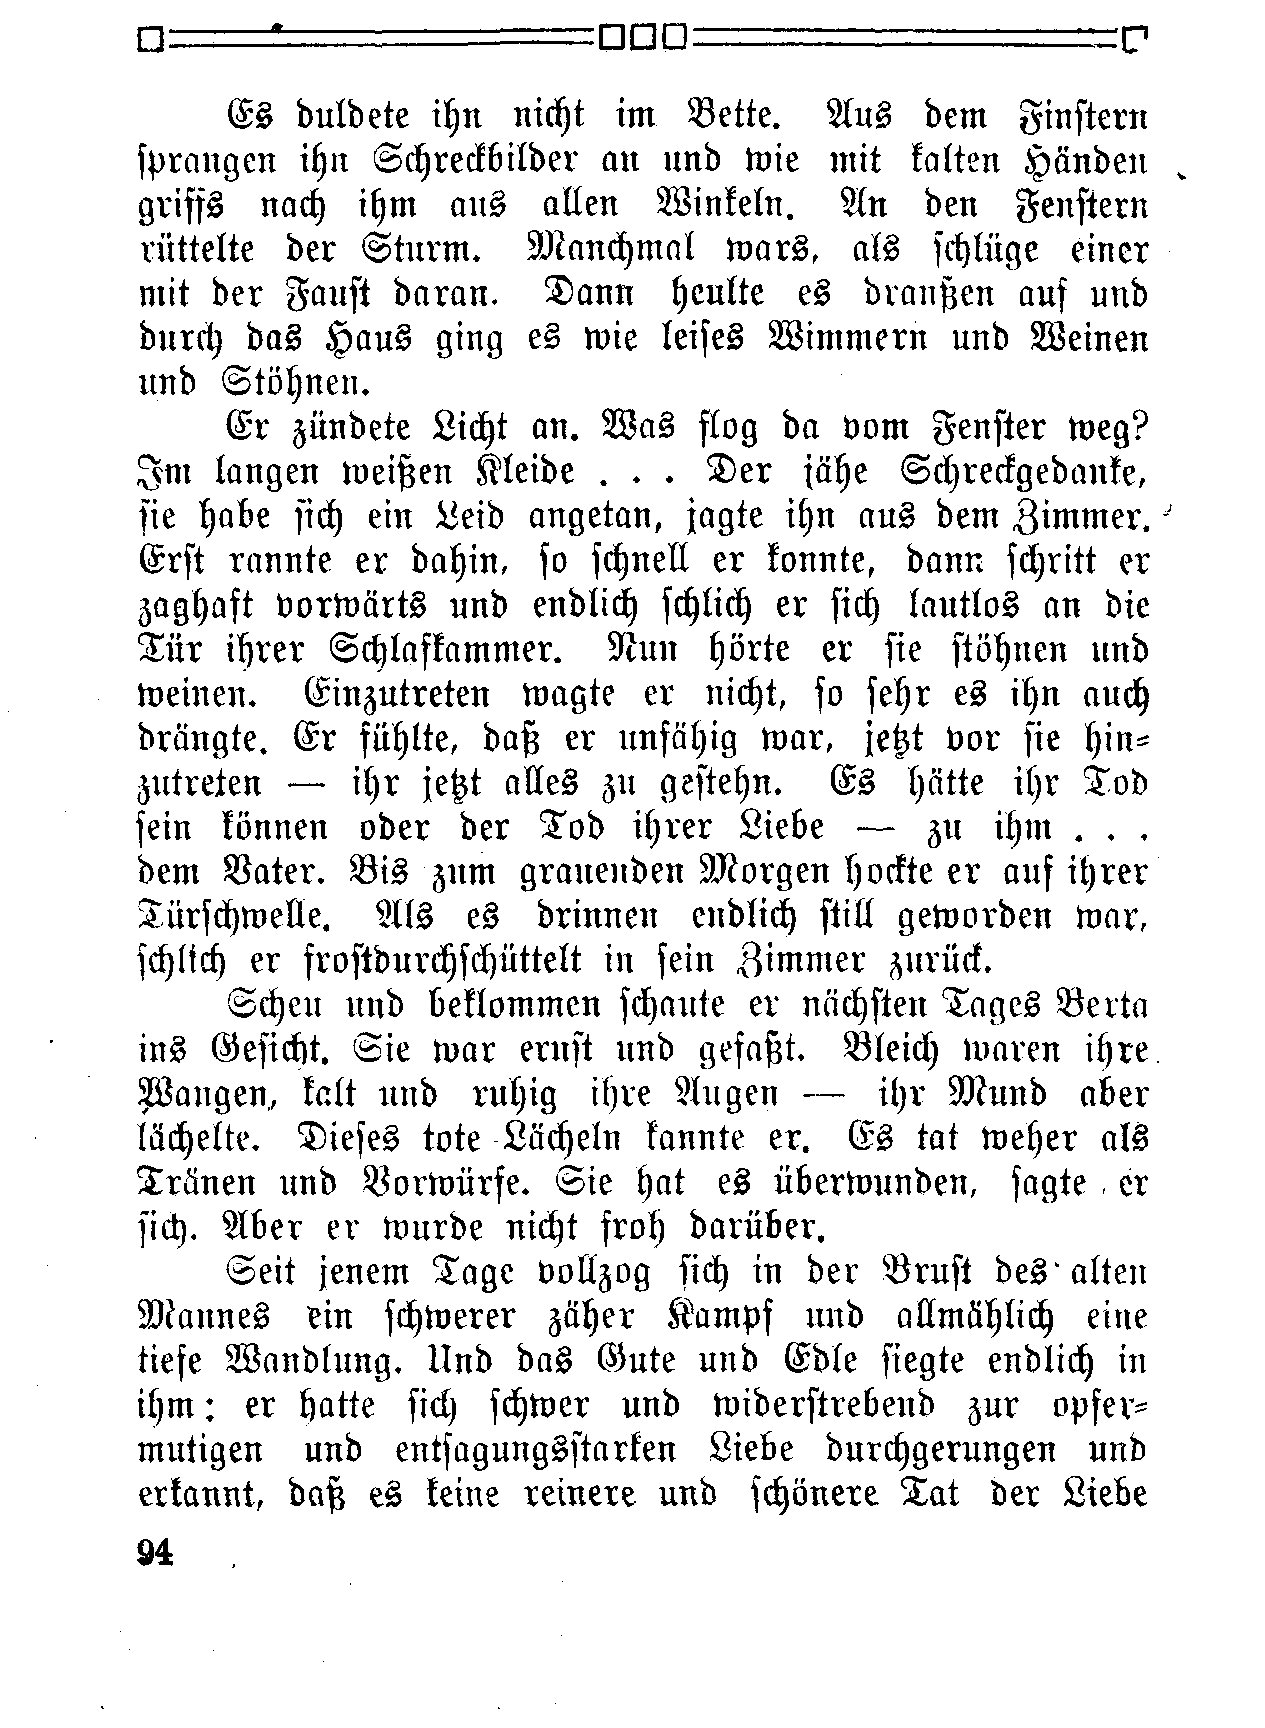 Es duldete ihn nicht im Bette. Aus dem Finstern
sprangen ihn Schreckbilder an und wie mit kalten Händen
griffs nach ihm aus allen Winkeln. An den Fenstern
rüttelte der Sturm. Manchmal wars, als schlüge einer
mit der Faust daran. Dann heulte es draußen auf und
durch das Haus ging es wie leises Wimmern und Weinen
und Stöhnen.
Er zündete Licht an. Was flog da vom Fenster weg?
Im langen weißen Kleide . . . Der jähe Schreckgedanke,
sie habe sich ein Leid angetan, jagte ihn aus dem Zimmer.
Erst rannte er dahin, so schnell er konnte, dann schritt er
zaghaft vorwärts und endlich schlich er sich lautlos an die
Tür ihrer Schlafkammer. Nun hörte er sie stöhnen und
weinen. Einzutreten wagte er nicht, so sehr es ihn auch
drängte. Er fühlte, daß er unfähig war, jetzt vor sie hin-
zutreten — ihr jetzt alles zu gestehn. Es hätte ihr Tod
sein können oder der Tod ihrer Liebe — zu ihm . . .
dem Vater. Bis zum grauenden Morgen hockte er auf ihrer
Türschwelle. Als es drinnen endlich still geworden war,
schlich er frostdurchschüttelt in sein Zimmer zurück.
Scheu und beklommen schaute er nächsten Tages Berta
ins Gesicht. Sie war ernst und gefaßt. Bleich waren ihre
Wangen, kalt und ruhig ihre Augen — ihr Mund aber
lächelte. Dieses tote Lächeln kannte er. Es tat weher als
Tränen und Vorwürfe. Sie hat es überwunden, sagte er
sich. Aber er wurde nicht froh darüber.
Seit jenem Tage vollzog sich in der Brust des alten
Mannes ein schwerer zäher Kampf und allmählich eine
tiefe Wandlung. Und das Gute und Edle siegte endlich in
ihm: er hatte sich schwer und widerstrebend zur opfer-
mutigen und entsagungsstarken Liebe durchgerungen und
erkannt, daß es keine reinere und schönere Tat der Liebe
94